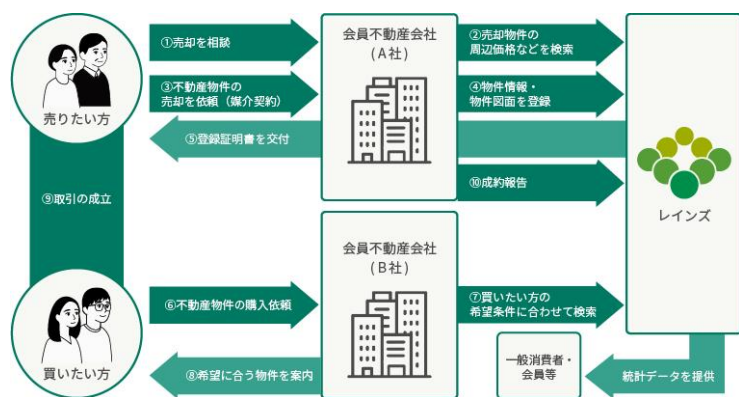 ①売却を相談
会員不動産会社
(A社)
②売却物件の
周辺価格などを検索
③不動産物件の
売却を依頼（媒介契約）
④物件情報・
物件図面を登録
売りたい方
⑤登録証明書を交付
⑨取引の成立
⑩成約報告
レインズ
会員不動産会社
(B社)
⑥不動産物件の購入依頼
⑦買いたい方の
希望条件に合わせて検索
買いたい方
⑧希望に合う物件を案内
一般消費者・
会員等
統計データを提供